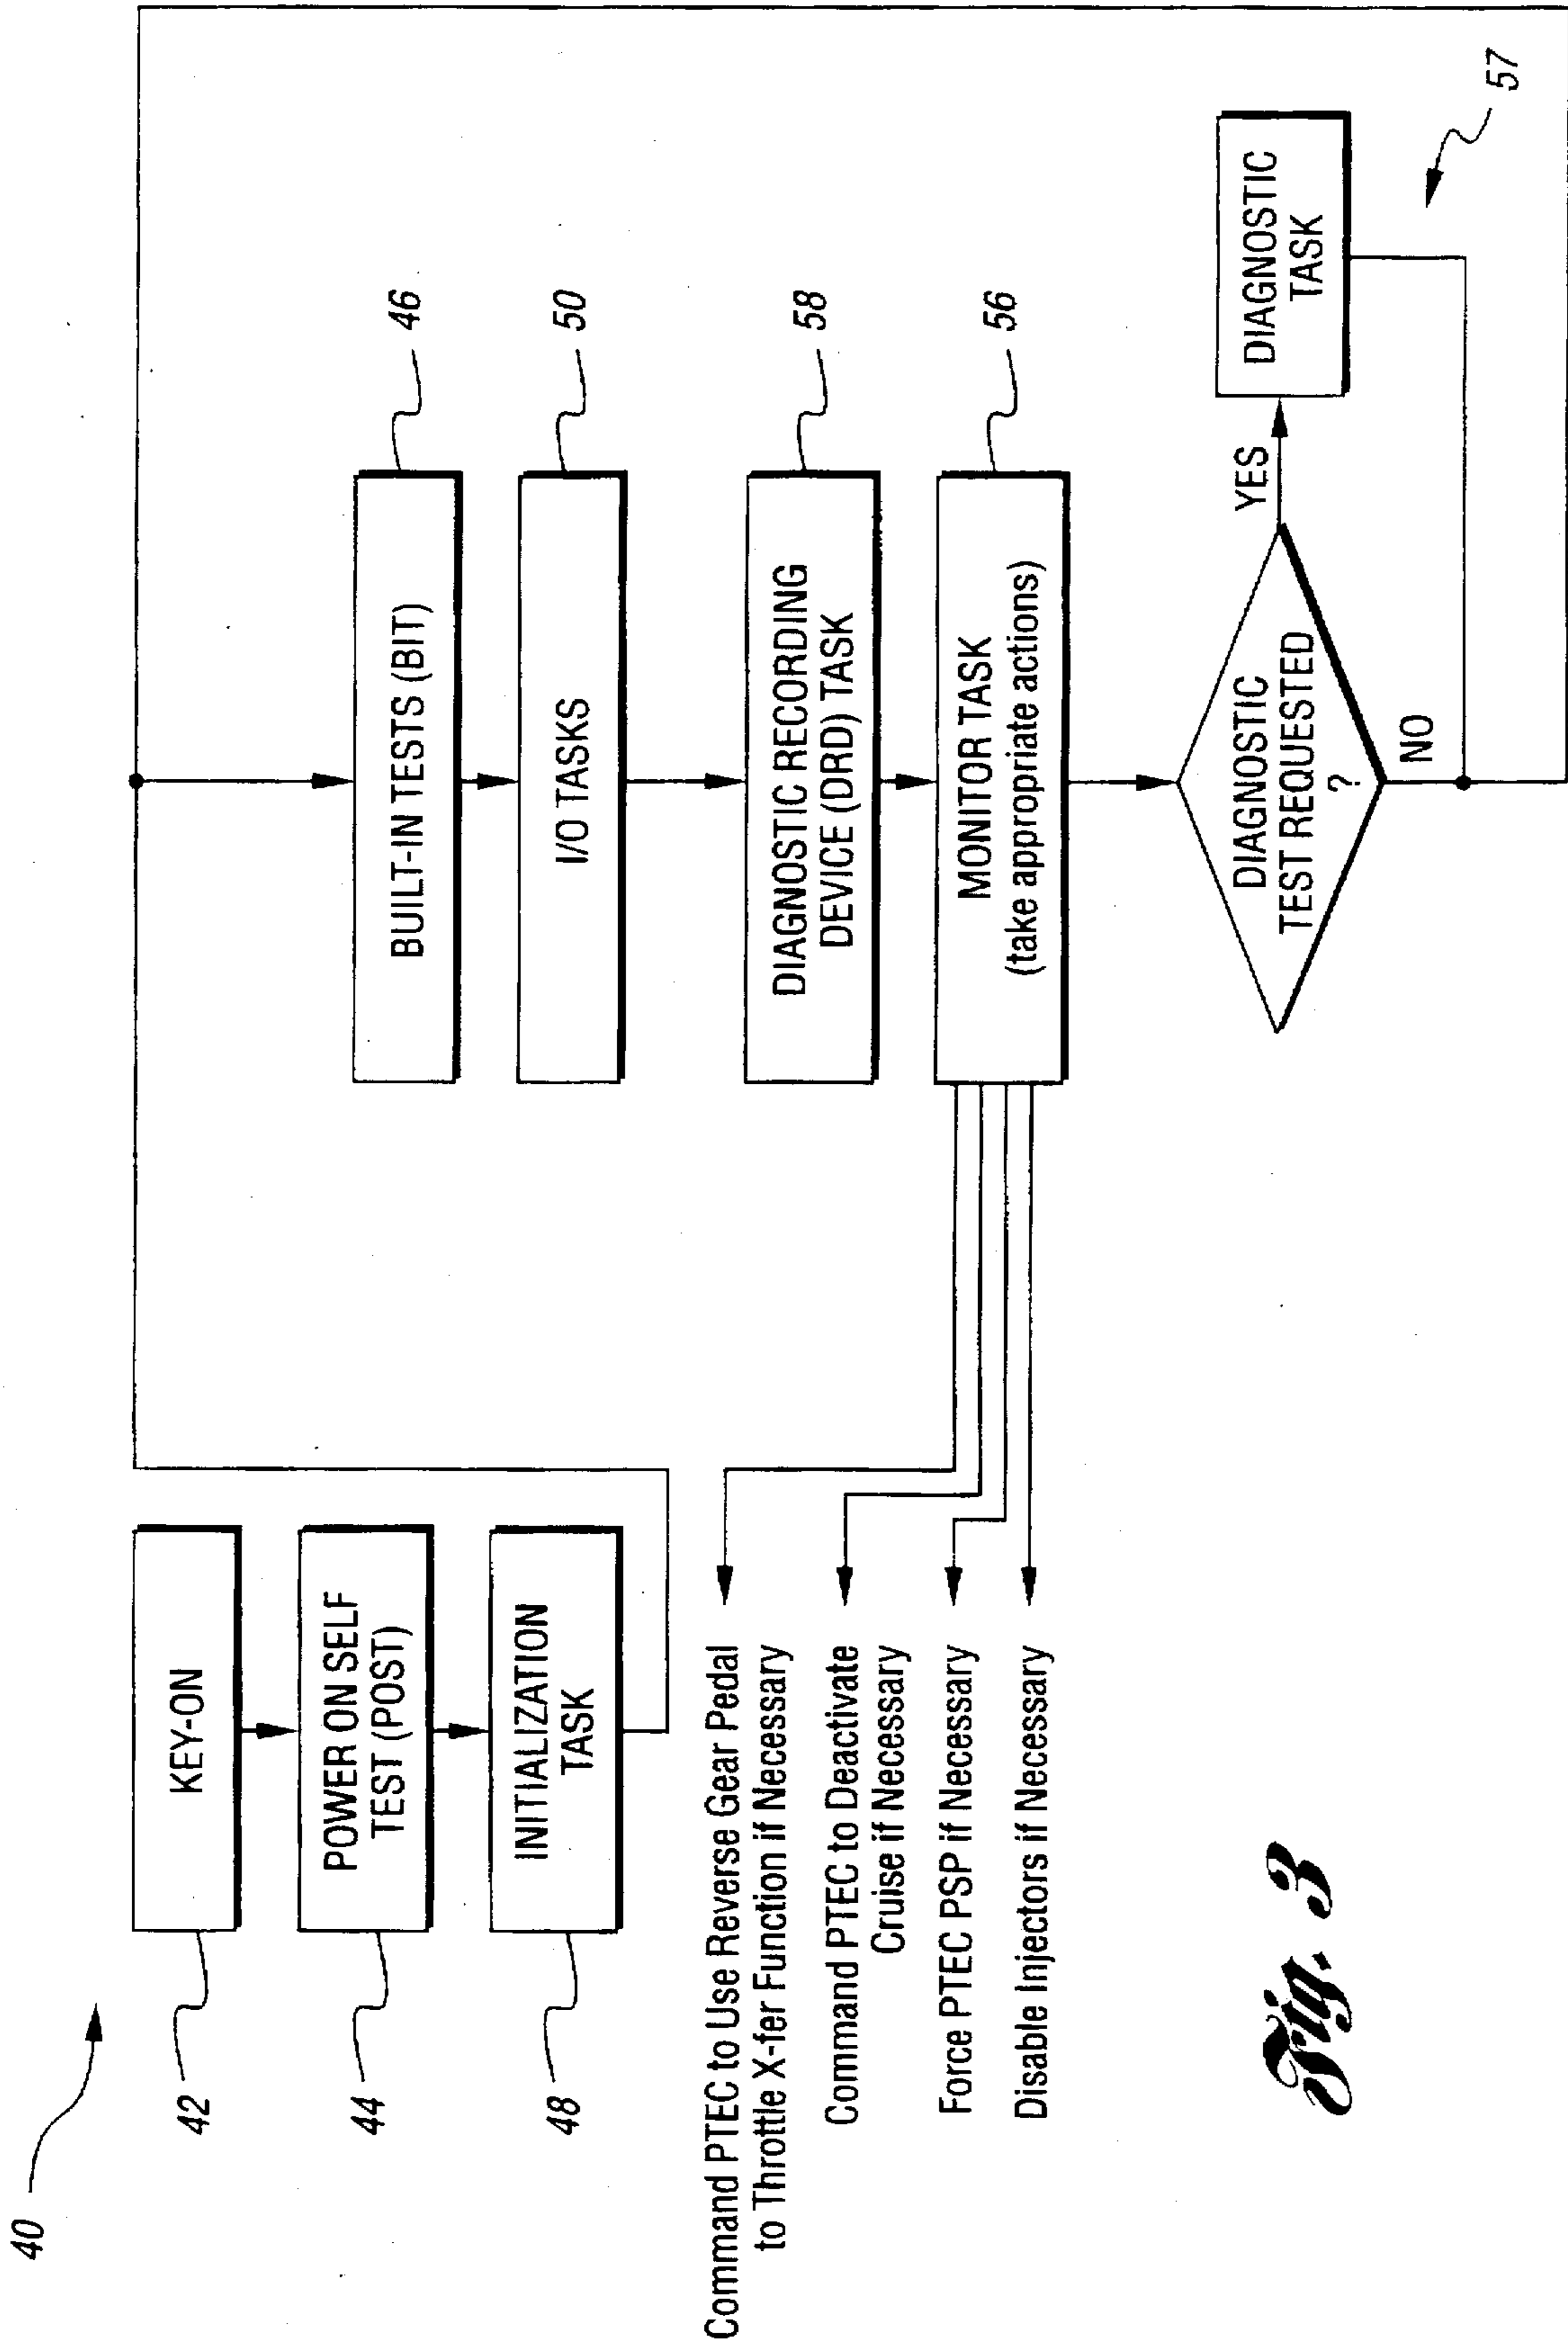 40
KEY-ON
42
POWER ON SELF
TEST (POST)
44
INITIALIZATION
TASK
48
BUILT-IN TESTS (BIT)
46
I/O TASKS
50
DIAGNOSTIC RECORDING
DEVICE (DRD) TASK
58
MONITOR TASK
(take appropriate actions)
56
Command PTEC to Use Reverse Gear Pedal
to Throttle X-fer Function if Necessary
Command PTEC to Deactivate
Cruise if Necessary
Force PTEC PSP if Necessary
Disable Injectors if Necessary
DIAGNOSTIC
TEST REQUESTED
?
YES
NO
DIAGNOSTIC
TASK
57
Fig. 3